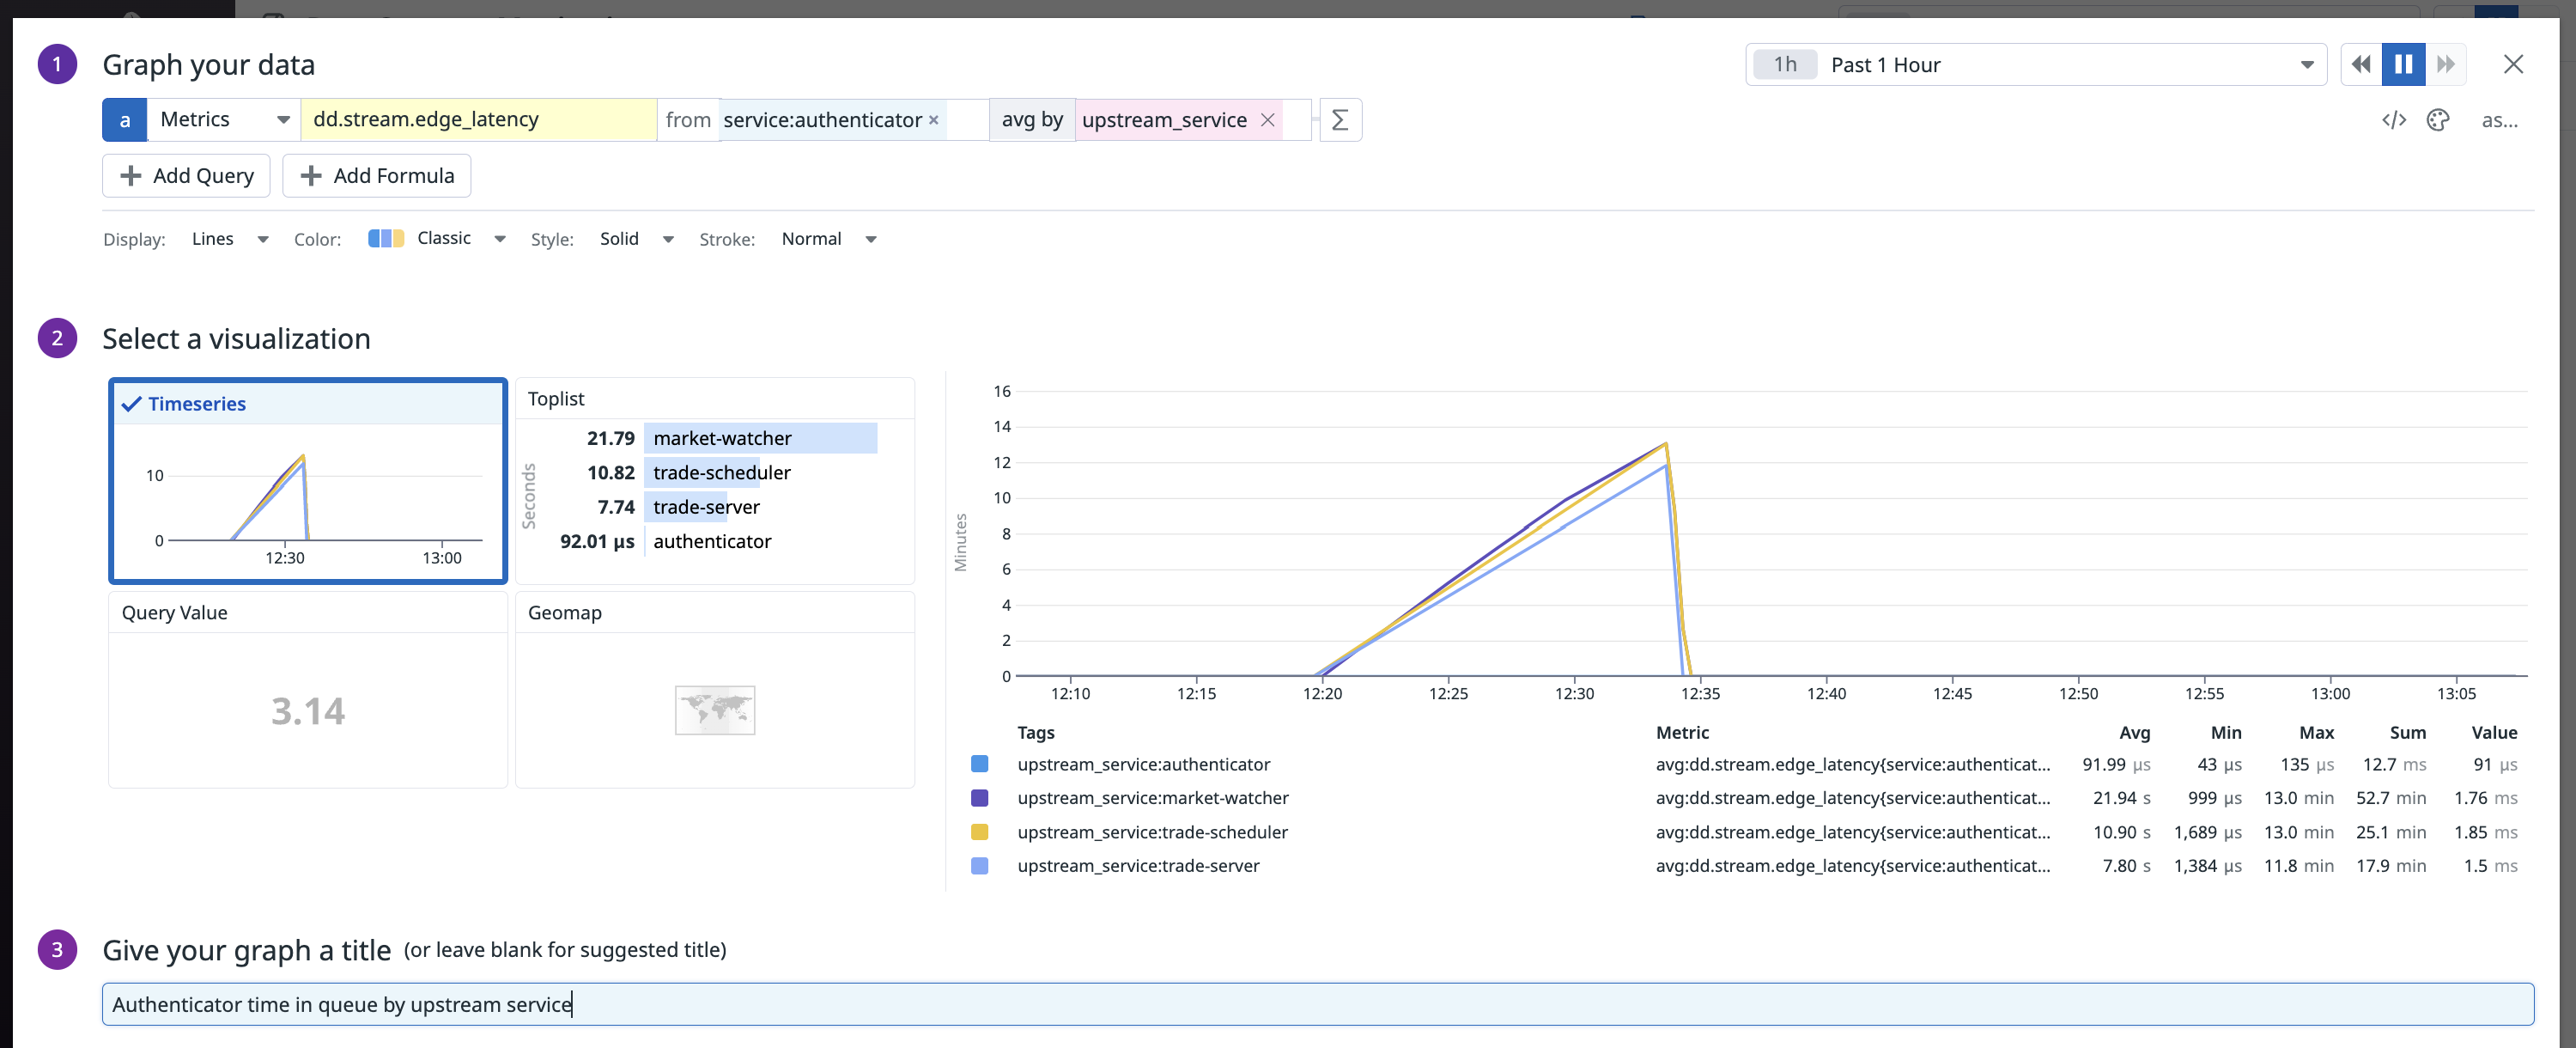 1 Graph your data 1h Past 1 Hour
a Metrics dd.stream.edge_latency from service:authenticator × avg by upstream_service × Σ </> as...
+ Add Query + Add Formula
Display: Lines Color: Classic Style: Solid Stroke: Normal
2 Select a visualization
Timeseries
10
0
12:30 13:00
Toplist
Seconds
21.79 market-watcher
10.82 trade-scheduler
7.74 trade-server
92.01 µs authenticator
Query Value
3.14
Geomap
Minutes
16
14
12
10
8
6
4
2
0
12:10 12:15 12:20 12:25 12:30 12:35 12:40 12:45 12:50 12:55 13:00 13:05
Tags Metric Avg Min Max Sum Value
upstream_service:authenticator avg:dd.stream.edge_latency{service:authenticat... 91.99 µs 43 µs 135 µs 12.7 ms 91 µs
upstream_service:market-watcher avg:dd.stream.edge_latency{service:authenticat... 21.94 s 999 µs 13.0 min 52.7 min 1.76 ms
upstream_service:trade-scheduler avg:dd.stream.edge_latency{service:authenticat... 10.90 s 1,689 µs 13.0 min 25.1 min 1.85 ms
upstream_service:trade-server avg:dd.stream.edge_latency{service:authenticat... 7.80 s 1,384 µs 11.8 min 17.9 min 1.5 ms
3 Give your graph a title (or leave blank for suggested title)
Authenticator time in queue by upstream service